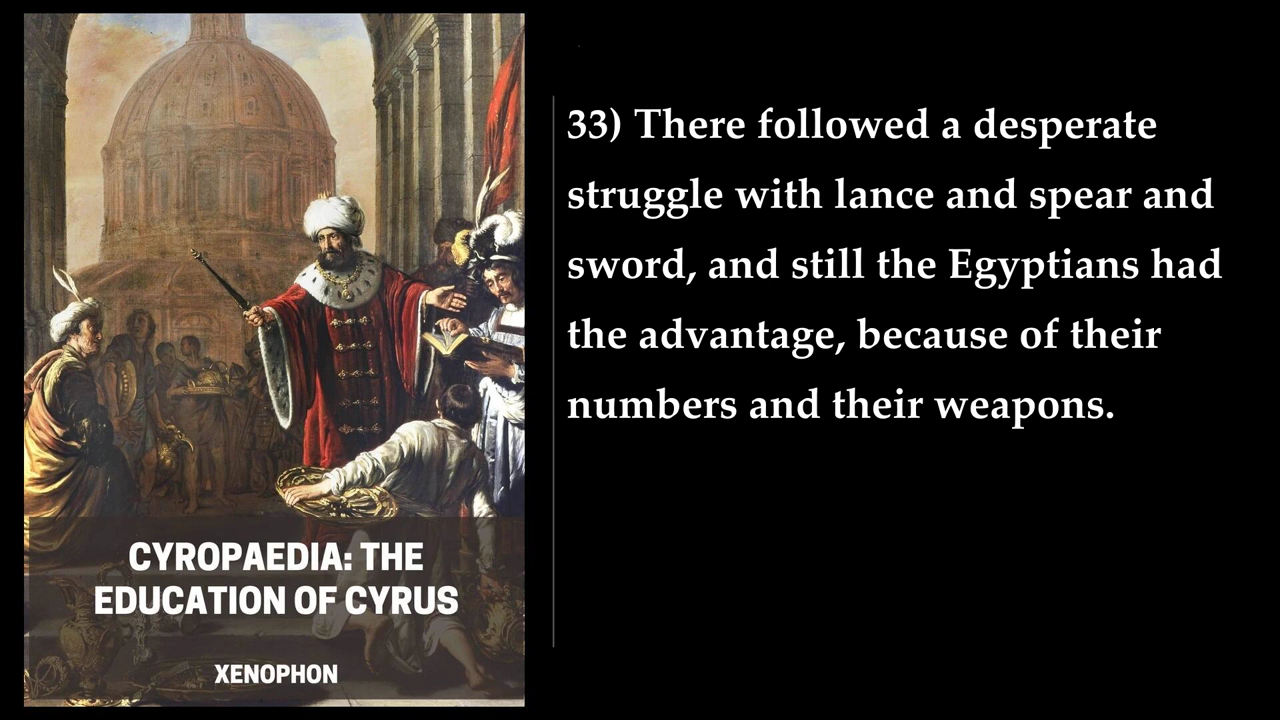 CYROPAEDIA: THE
EDUCATION OF CYRUS
XENOPHON
33) There followed a desperate
struggle with lance and spear and
sword, and still the Egyptians had
the advantage, because of their
numbers and their weapons.